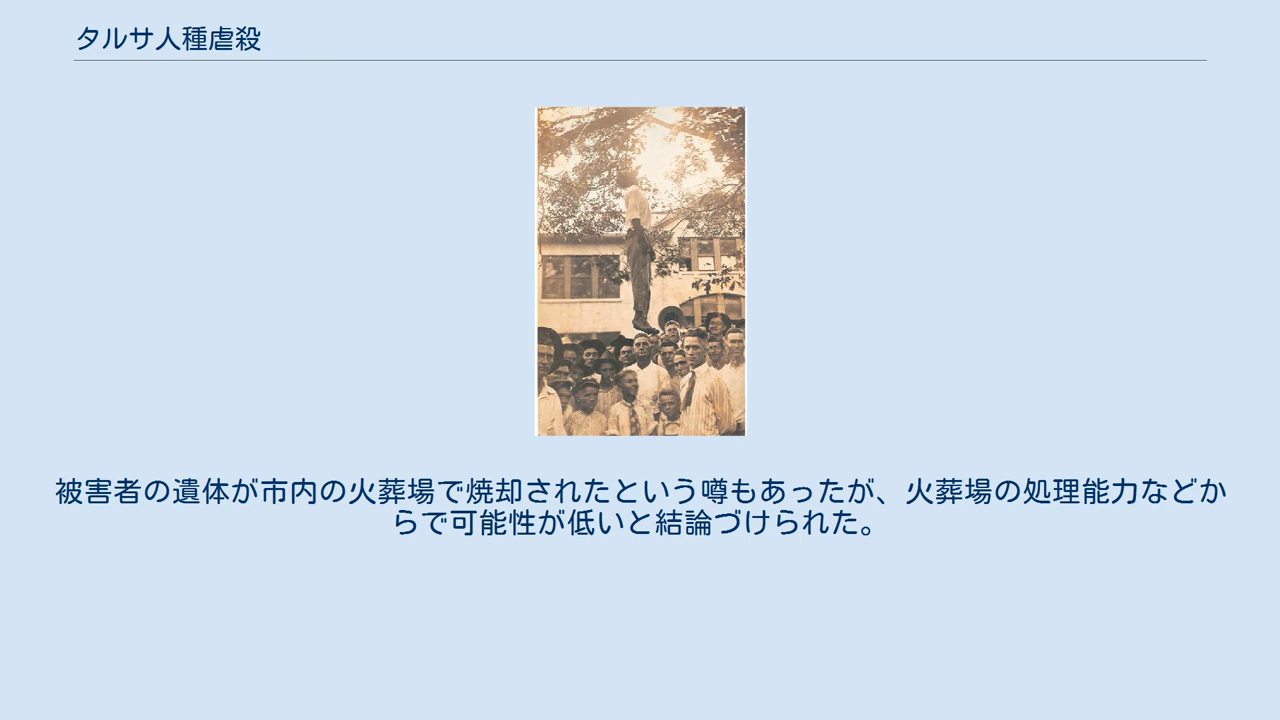 タルサ人種虐殺
被害者の遺体が市内の火葬場で焼却されたという噂もあったが、火葬場の処理能力などか
らで可能性が低いと結論づけられた。